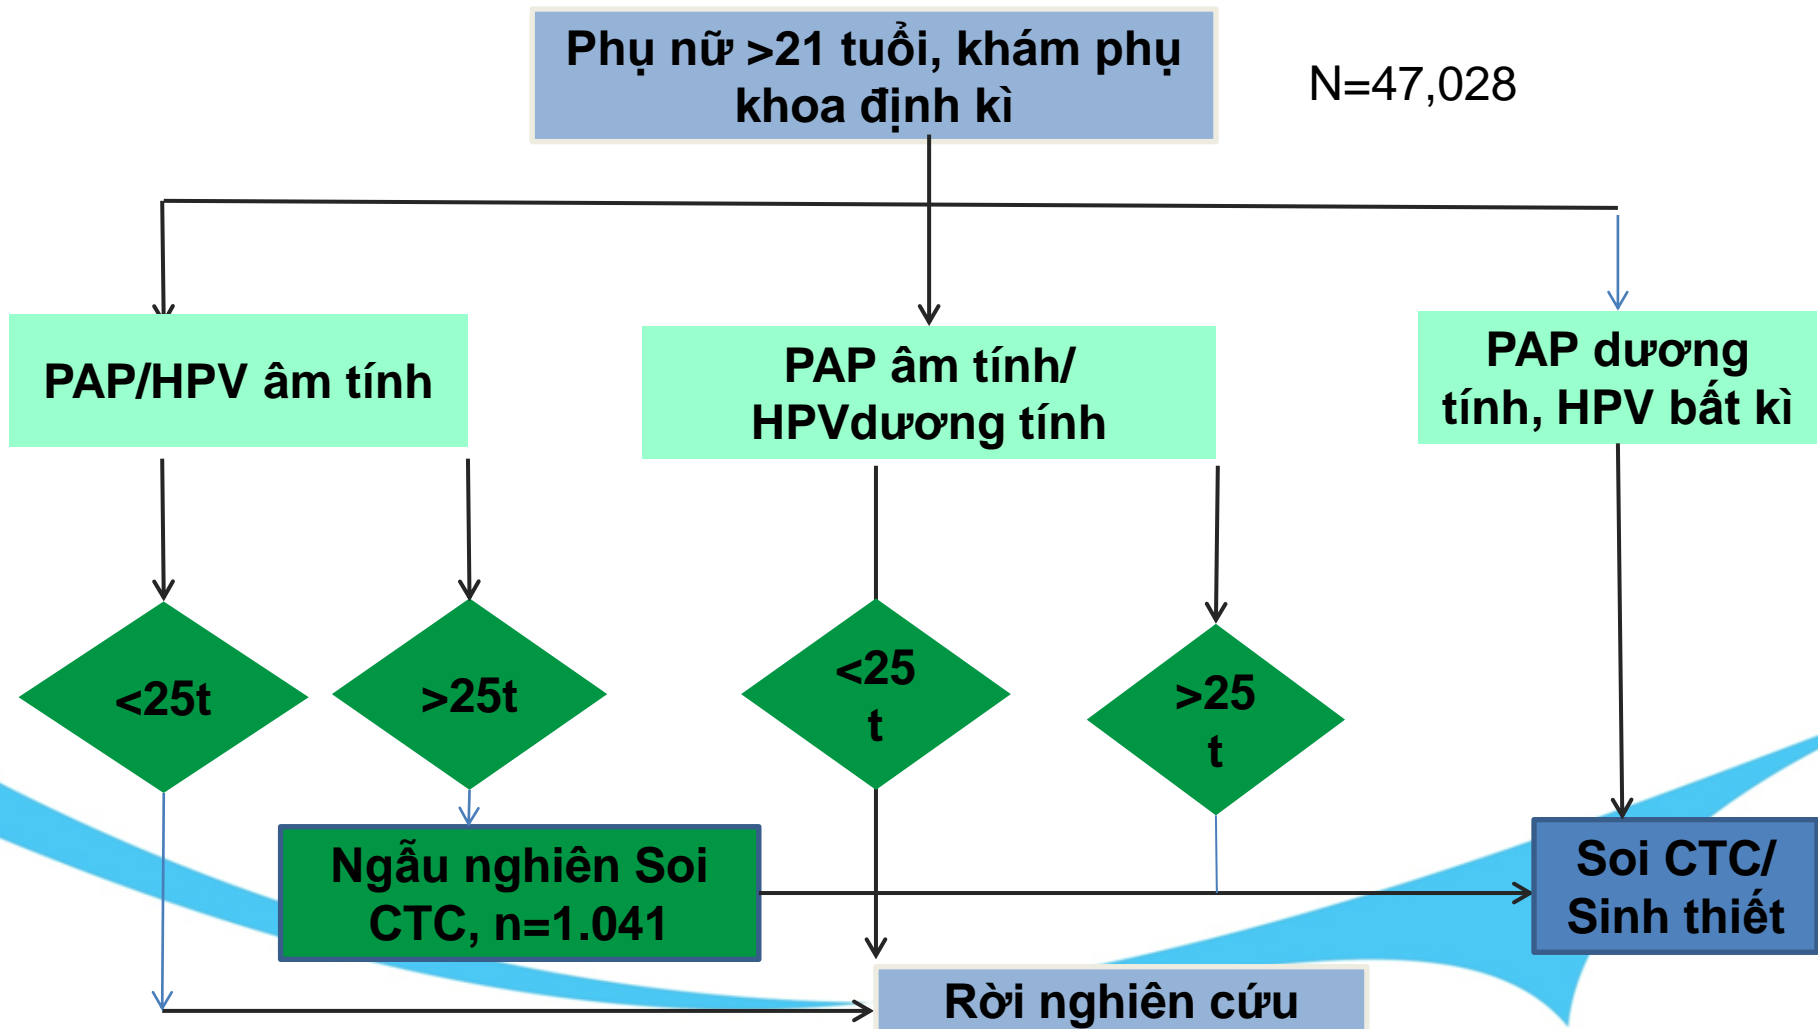 Phụ nữ >21 tuổi, khám phụ
khoa định kì
N=47,028
PAP/HPV âm tính
PAP âm tính/
HPVdương tính
PAP dương
tính, HPV bất kì
<25t
>25t
<25
t
>25
t
Ngẫu nghiên Soi
CTC, n=1.041
Soi CTC/
Sinh thiết
Rời nghiên cứu